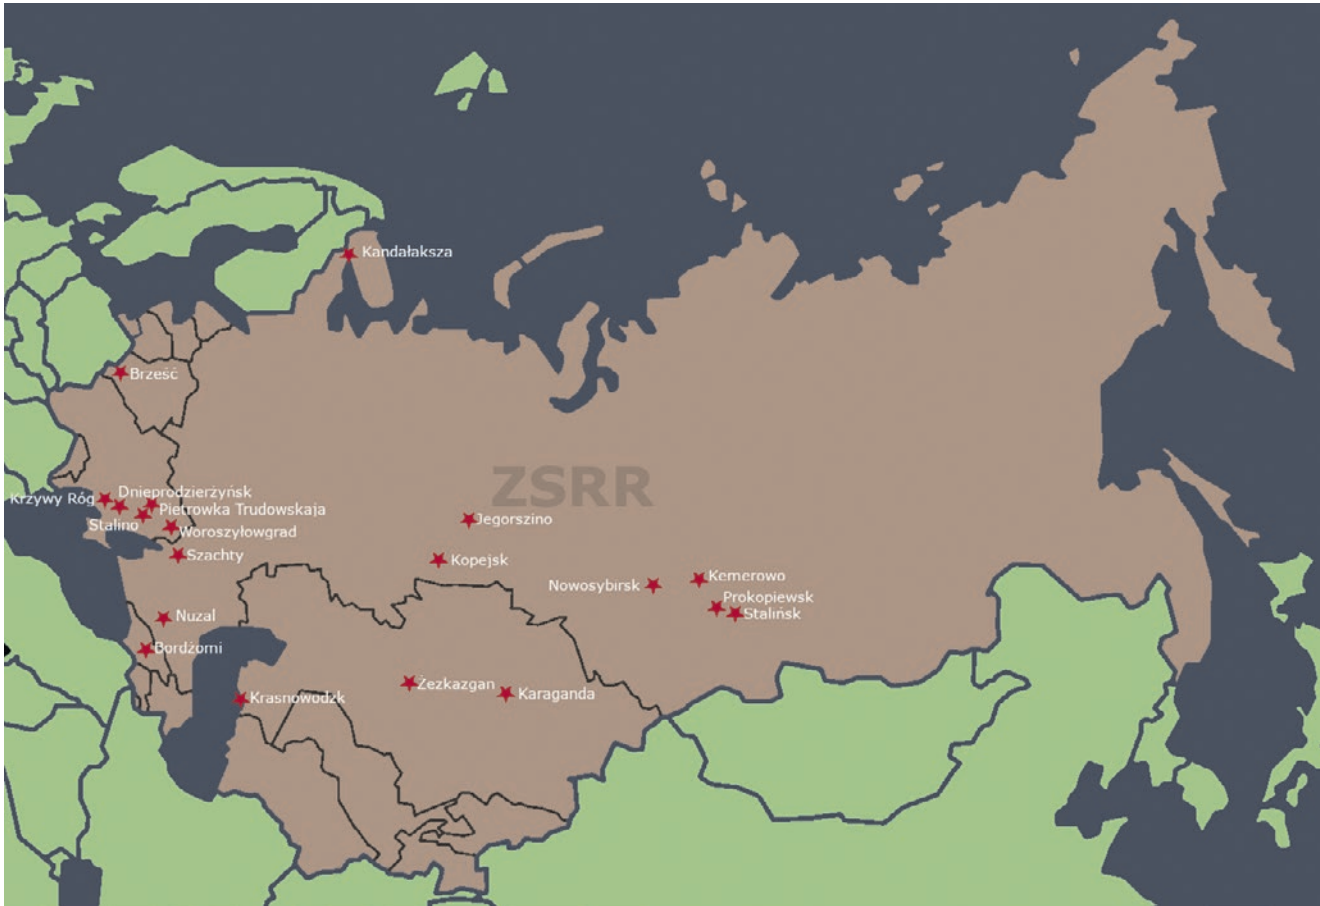 Kandałaksza
Brześć
ZSRR
Krzywy Róg
Dnieprodzierżyńsk
Pietrowka Trudowskaja
Stalino
Woroszyłowgrad
Szachty
Jegorszino
Kopejsk
Nowosybirsk
Kemerowo
Prokopiewsk
Stalińsk
Nuzal
Bordżomi
Krasnowodzk
Żezkazgan
Karaganda